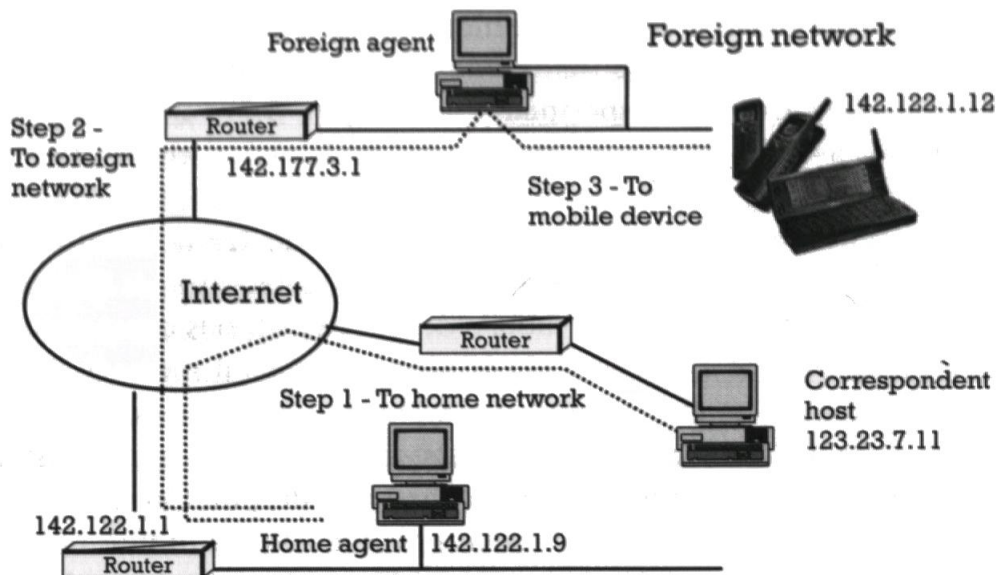 Foreign agent
Foreign network
Router
142.122.1.12
Step 2 -
To foreign
network
142.177.3.1
Step 3 - To
mobile device
Internet
Router
Step 1 - To home network
Correspondent
host
123.23.7.11
142.122.1.1
Home agent
142.122.1.9
Router